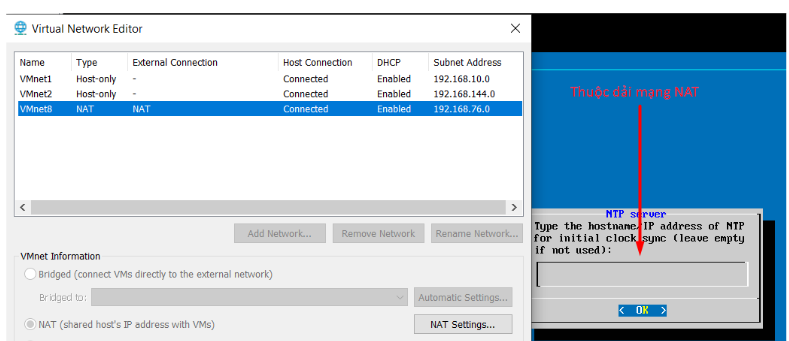 Virtual Network Editor
Name Type External Connection Host Connection DHCP Subnet Address
VMnet1 Host-only - Connected Enabled 192.168.10.0
VMnet2 Host-only - Connected Enabled 192.168.144.0
VMnet8 NAT NAT Connected Enabled 192.168.76.0
Add Network... Remove Network Rename Network...
VMnet Information
Bridged (connect VMs directly to the external network)
Bridged to: Automatic Settings...
NAT (shared host's IP address with VMs) NAT Settings...
Thuộc dải mạng NAT
NTP server
Type the hostname/IP address of NTP
for initial clock sync (leave empty
if not used):
< OK >